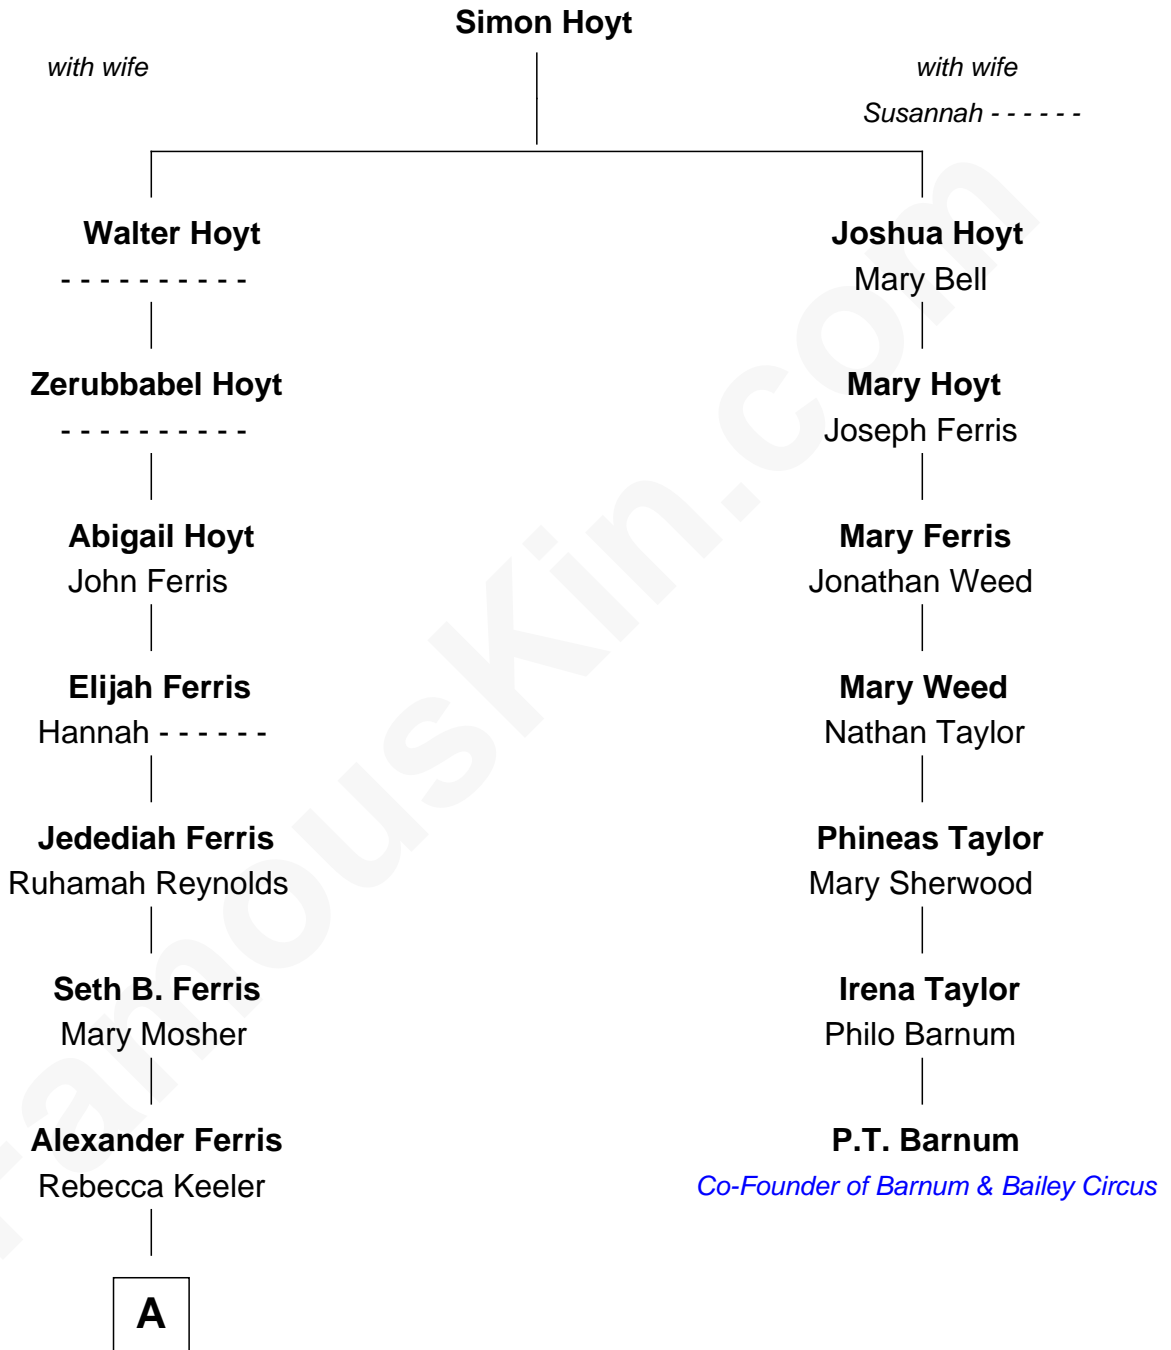 Simon Hoyt
with wife
with wife
Susannah - - - - - -
Walter Hoyt
- - - - - - - - - -
Joshua Hoyt
Mary Bell
Zerubbabel Hoyt
- - - - - - - - - -
Mary Hoyt
Joseph Ferris
Abigail Hoyt
John Ferris
Mary Ferris
Jonathan Weed
Elijah Ferris
Hannah - - - - - -
Mary Weed
Nathan Taylor
Jedediah Ferris
Ruhamah Reynolds
Phineas Taylor
Mary Sherwood
Seth B. Ferris
Mary Mosher
Irena Taylor
Philo Barnum
Alexander Ferris
Rebecca Keeler
P.T. Barnum
Co-Founder of Barnum & Bailey Circus
A
FamousKin.com